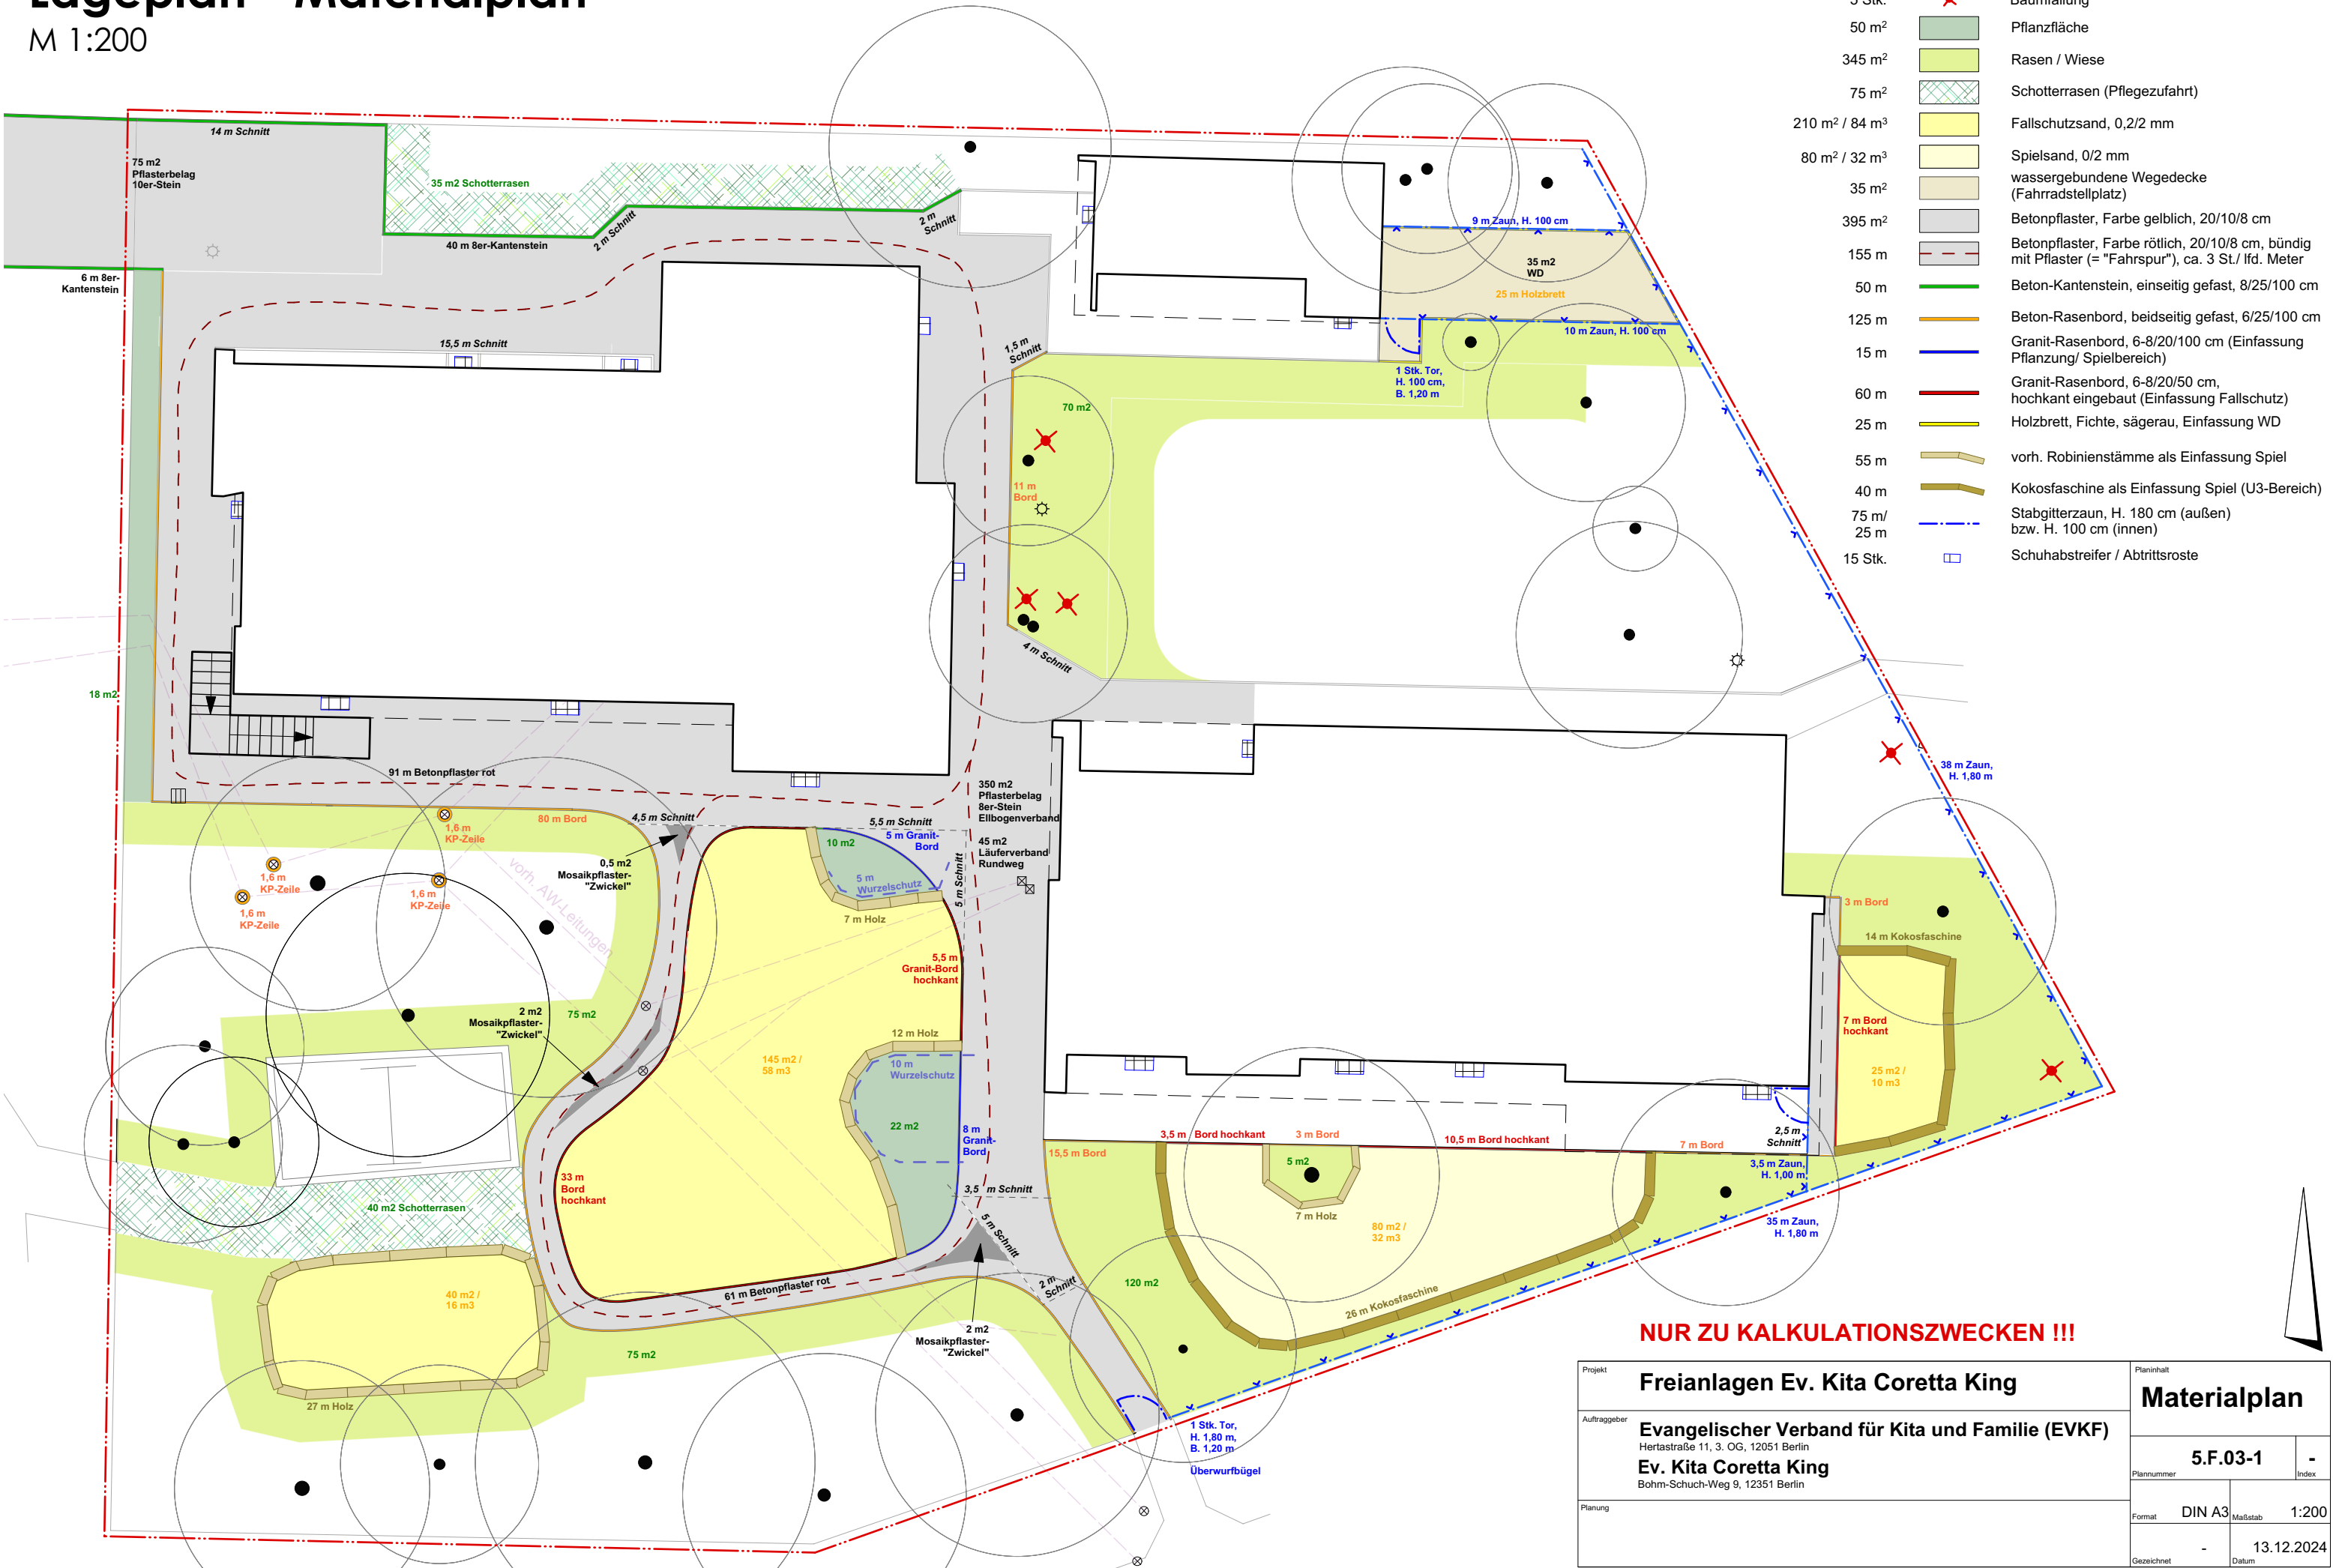 Lageplan - Materialplan
M 1:200
5 Stk.
Baumfällung
50 m²
Pflanzfläche
345 m²
Rasen / Wiese
75 m²
Schotterrasen (Pflegezufahrt)
210 m² / 84 m³
Fallschutzsand, 0,2/2 mm
80 m² / 32 m³
Spielsand, 0/2 mm
35 m²
wassergebundene Wegedecke
(Fahrradstellplatz)
395 m²
Betonpflaster, Farbe gelblich, 20/10/8 cm
155 m
Betonpflaster, Farbe rötlich, 20/10/8 cm, bündig
mit Pflaster (= "Fahrspur"), ca. 3 St./ lfd. Meter
50 m
Beton-Kantenstein, einseitig gefast, 8/25/100 cm
125 m
Beton-Rasenbord, beidseitig gefast, 6/25/100 cm
15 m
Granit-Rasenbord, 6-8/20/100 cm (Einfassung
Pflanzung/ Spielbereich)
60 m
Granit-Rasenbord, 6-8/20/50 cm,
hochkant eingebaut (Einfassung Fallschutz)
25 m
Holzbrett, Fichte, sägerau, Einfassung WD
55 m
vorh. Robinienstämme als Einfassung Spiel
40 m
Kokosfaschine als Einfassung Spiel (U3-Bereich)
75 m/
25 m
Stabgitterzaun, H. 180 cm (außen)
bzw. H. 100 cm (innen)
15 Stk.
Schuhabstreifer / Abtrittsroste
14 m Schnitt
75 m2
Pflasterbelag
10er-Stein
35 m2 Schotterrasen
40 m 8er-Kantenstein
2 m Schnitt
2 m
Schnitt
6 m 8er-
Kantenstein
15,5 m Schnitt
9 m Zaun, H. 100 cm
35 m2
WD
25 m Holzbrett
10 m Zaun, H. 100 cm
1,5 m
Schnitt
1 Stk. Tor,
H. 100 cm,
B. 1,20 m
70 m2
11 m
Bord
4 m Schnitt
18 m2
91 m Betonpflaster rot
350 m2
Pflasterbelag
8er-Stein
Ellbogenverband
38 m Zaun,
H. 1,80 m
80 m Bord
4,5 m Schnitt
5,5 m Schnitt
1,6 m
KP-Zeile
5 m Granit-
Bord
10 m2
45 m2
Läuferverband
Rundweg
0,5 m2
Mosaikpflaster-
"Zwickel"
1,6 m
KP-Zeile
1,6 m
KP-Zeile
1,6 m
KP-Zeile
5 m
Wurzelschutz
5 m Schnitt
vorh. AW-Leitungen
7 m Holz
3 m Bord
14 m Kokosfaschine
5,5 m
Granit-Bord
hochkant
2 m2
Mosaikpflaster-
"Zwickel"
75 m2
12 m Holz
7 m Bord
hochkant
145 m2 /
58 m3
10 m
Wurzelschutz
25 m2 /
10 m3
22 m2
8 m
Granit-
Bord
3,5 m Bord hochkant
3 m Bord
10,5 m Bord hochkant
7 m Bord
2,5 m
Schnitt
15,5 m Bord
5 m2
3,5 m Zaun,
H. 1,00 m
33 m
Bord
hochkant
3,5 m Schnitt
40 m2 Schotterrasen
7 m Holz
80 m2 /
32 m3
35 m Zaun,
H. 1,80 m
5 m Schnitt
2 m
Schnitt
120 m2
40 m2 /
16 m3
61 m Betonpflaster rot
26 m Kokosfaschine
2 m2
Mosaikpflaster-
"Zwickel"
75 m2
27 m Holz
1 Stk. Tor,
H. 1,80 m,
B. 1,20 m
Überwurfbügel
NUR ZU KALKULATIONSZWECKEN !!!
Projekt
Freianlagen Ev. Kita Coretta King
Auftraggeber
Evangelischer Verband für Kita und Familie (EVKF)
Hertastraße 11, 3. OG, 12051 Berlin
Ev. Kita Coretta King
Bohm-Schuch-Weg 9, 12351 Berlin
Planung
Planinhalt
Materialplan
5.F.03-1
-
Plannummer
Index
Format
DIN A3
Maßstab
1:200
-
13.12.2024
Gezeichnet
Datum